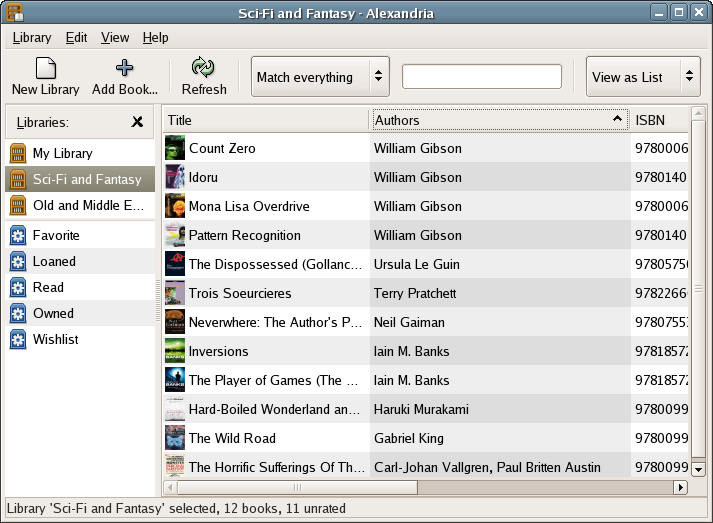 Sci-Fi and Fantasy - Alexandria
Library Edit View Help
New Library Add Book... Refresh Match everything View as List
Libraries:
My Library
Sci-Fi and Fantasy
Old and Middle E...
Favorite
Loaned
Read
Owned
Wishlist
Title Authors ISBN
Count Zero William Gibson 9780006
Idoru William Gibson 9780140
Mona Lisa Overdrive William Gibson 9780006
Pattern Recognition William Gibson 9780140
The Dispossessed (Gollanc... Ursula Le Guin 9780575
Trois Soeurcieres Terry Pratchett 9782266
Neverwhere: The Author's P... Neil Gaiman 9780755
Inversions Iain M. Banks 9781857
The Player of Games (The ... Iain M. Banks 9781857
Hard-Boiled Wonderland an... Haruki Murakami 9780099
The Wild Road Gabriel King 9780099
The Horrific Sufferings Of Th... Carl-Johan Vallgren, Paul Britten Austin 9780099
Library 'Sci-Fi and Fantasy' selected, 12 books, 11 unrated